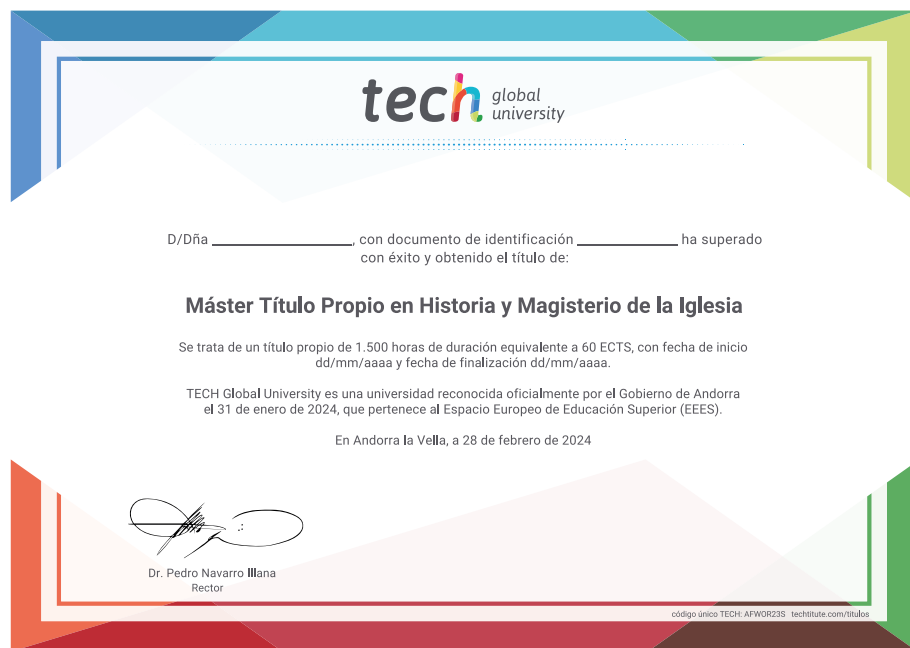 tech global university
D/Dña ______________, con documento de identificación __________ ha superado
con éxito y obtenido el título de:
Máster Título Propio en Historia y Magisterio de la Iglesia
Se trata de un título propio de 1.500 horas de duración equivalente a 60 ECTS, con fecha de inicio
dd/mm/aaaa y fecha de finalización dd/mm/aaaa.
TECH Global University es una universidad reconocida oficialmente por el Gobierno de Andorra
el 31 de enero de 2024, que pertenece al Espacio Europeo de Educación Superior (EEES).
En Andorra la Vella, a 28 de febrero de 2024
Dr. Pedro Navarro Illana
Rector
código único TECH: AFWOR23S techtitute.com/titulos